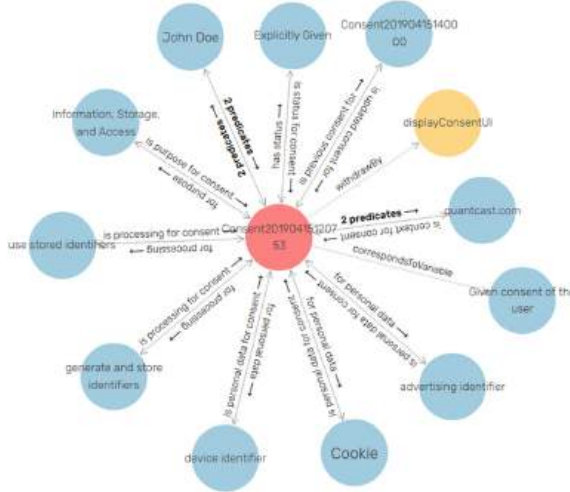 John Doe
Explicitly Given
Consent201904151400
00
Information, Storage,
and Access
displayConsentUi
2 predicates
2 predicates
has status
is status for consent
is previous consent for
is updated consent for
withdrawBy
is purpose for consent
for purpose
use stored identifiers
is processing for consent
for processing
Consent201904151207
53
2 predicates
is context for consent
quantcast.com
correspondsToVariable
Given consent of the
user
is processing for consent
for processing
generate and store
identifiers
is personal data for consent
for personal data
device identifier
for personal data
is personal data for consent
Cookie
for personal data
is personal data for consent
advertising identifier